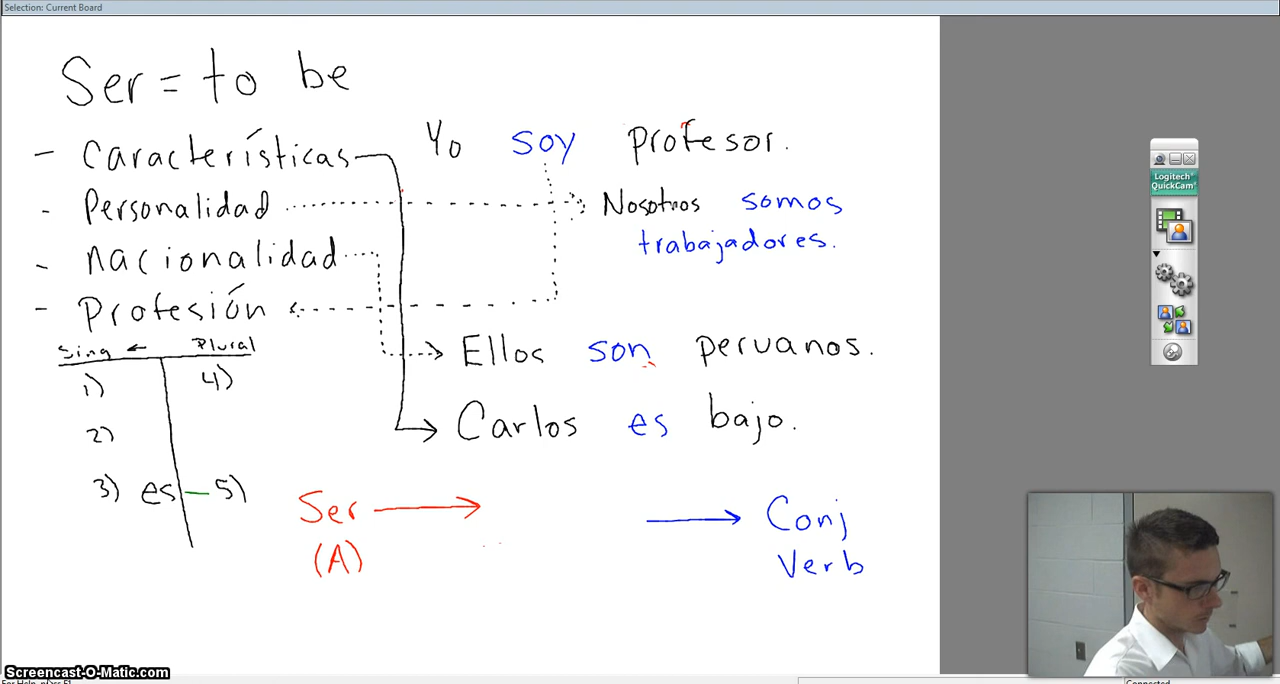 Selection: Current Board
Ser = to be
- Características
Yo soy profesor.
- Personalidad
Nosotros somos
trabajadores.
- nacionalidad
- Profesión
Sing ← Plural
Ellos son peruanos.
1) 4)
2)
Carlos es bajo.
3) es — 5)
Ser → → Conj
(A) Verb
Logitech
QuickCam
Screencast-O-Matic.com
Connected